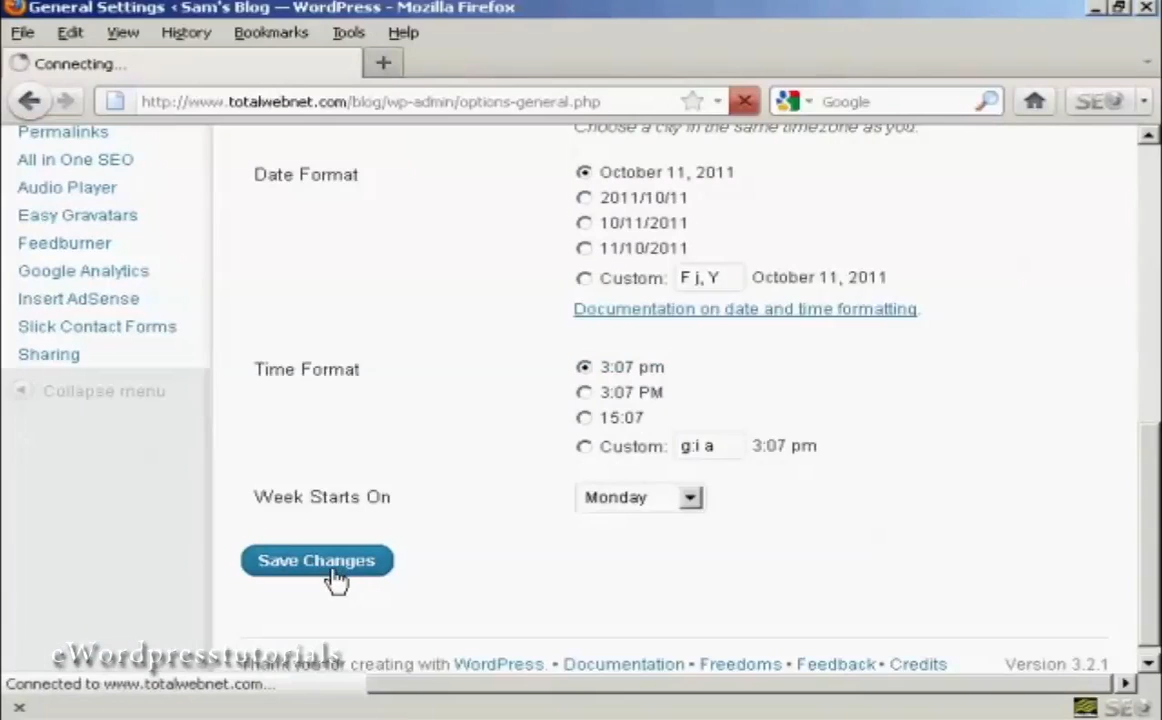 General Settings ‹ Sam's Blog — WordPress - Mozilla Firefox
File Edit View History Bookmarks Tools Help
Connecting...
http://www.totalwebnet.com/blog/wp-admin/options-general.php
Google
SEO
Permalinks
Choose a city in the same timezone as you.
All in One SEO
Audio Player
Easy Gravatars
Feedburner
Google Analytics
Insert AdSense
Slick Contact Forms
Sharing
Collapse menu
Date Format
October 11, 2011
2011/10/11
10/11/2011
11/10/2011
Custom: F j, Y October 11, 2011
Documentation on date and time formatting.
Time Format
3:07 pm
3:07 PM
15:07
Custom: g:i a 3:07 pm
Week Starts On
Monday
Save Changes
eWordpresstutorials
Thank you for creating with WordPress. • Documentation • Freedoms • Feedback • Credits
Version 3.2.1
Connected to www.totalwebnet.com...
SEO